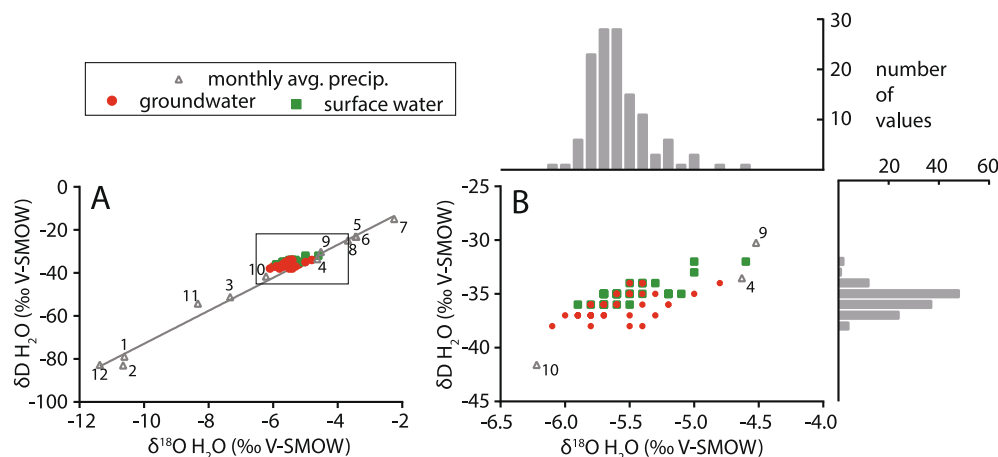 monthly avg. precip.
groundwater
surface water
30
20
10
number
of
values
20 40 60
A
0
-20
-40
-60
-80
-100
δD H₂O (‰ V-SMOW)
-12 -10 -8 -6 -4 -2
δ¹⁸O H₂O (‰ V-SMOW)
1
2
3
4
5
6
7
8
9
10
11
12
B
-25
-30
-35
-40
-45
δD H₂O (‰ V-SMOW)
-6.5 -6.0 -5.5 -5.0 -4.5 -4.0
δ¹⁸O H₂O (‰ V-SMOW)
9
4
10